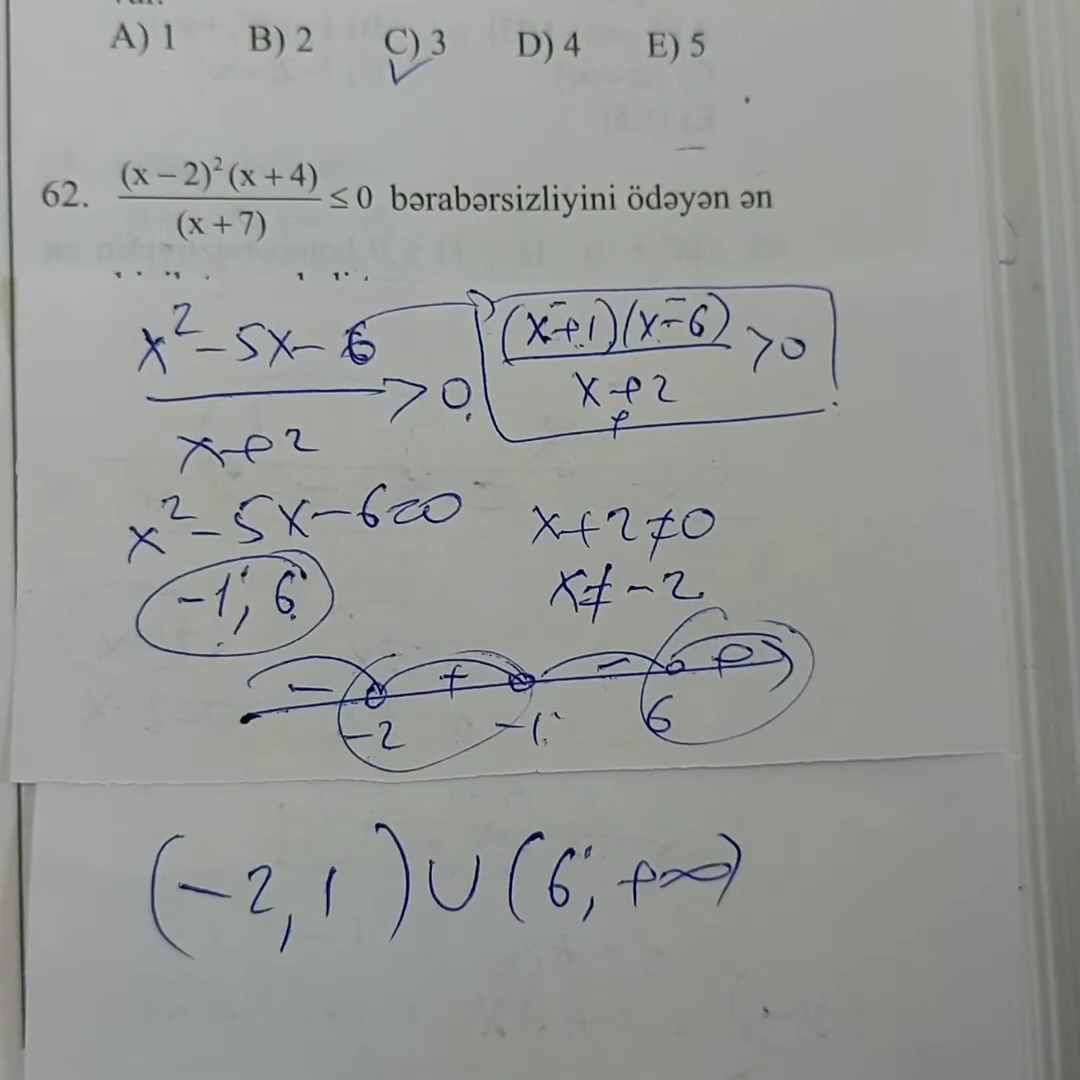 A) 1 B) 2 C) 3 D) 4 E) 5
62. (x – 2)² (x + 4) / (x + 7) ≤ 0 bərabərsizliyini ödəyən ən
x² – 5x – 6 / x + 2 > 0
(x + 1)(x – 6) / x + 2 > 0
x² – 5x – 6 = 0
x + 2 ≠ 0
–1; 6
x ≠ – 2
– + – +
–2 –1 6
(–2, 1) ∪ (6; +∞)